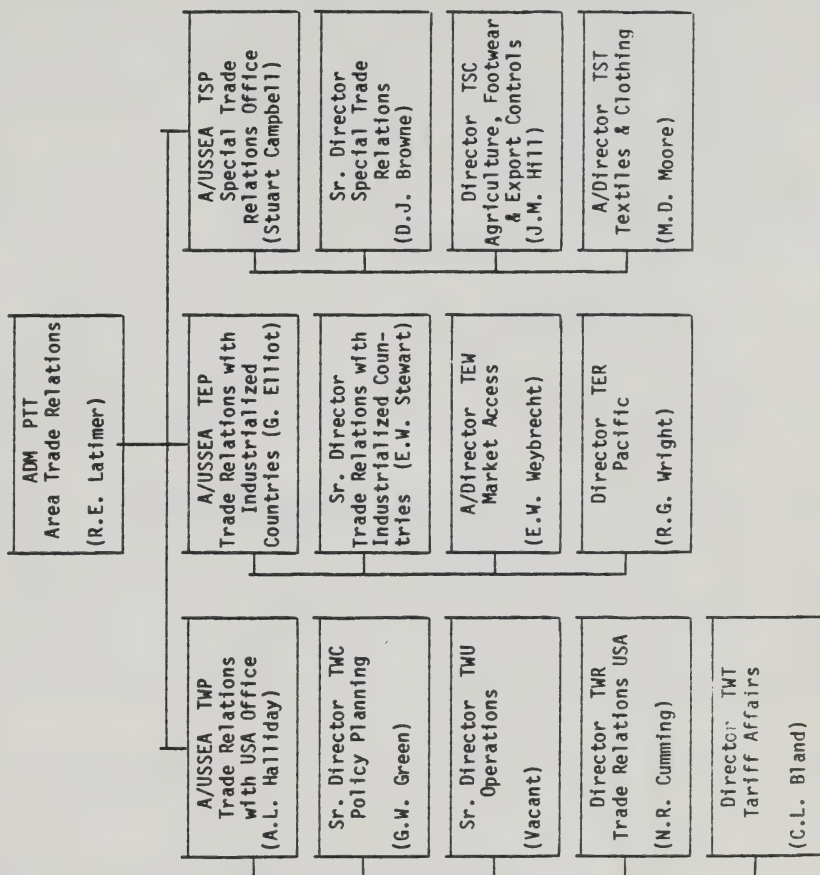 ADM PTT
Area Trade Relations
(R.E. Latimer)
A/USSEA TWP
Trade Relations
with USA Office
(A.L. Halliday)
Sr. Director TWC
Policy Planning
(G.W. Green)
Sr. Director TWU
Operations
(Vacant)
Director TWR
Trade Relations USA
(N.R. Cumming)
Director TWT
Tariff Affairs
(C.L. Bland)
A/USSEA TEP
Trade Relations with
Industrialized
Countries (G. Elliot)
Sr. Director
Trade Relations with
Industrialized Coun-
tries (E.W. Stewart)
A/Director TEW
Market Access
(E.W. Weybrecht)
Director TER
Pacific
(R.G. Wright)
A/USSEA TSP
Special Trade
Relations Office
(Stuart Campbell)
Sr. Director
Special Trade
Relations
(D.J. Browne)
Director TSC
Agriculture, Footwear
& Export Controls
(J.M. Hill)
A/Director TST
Textiles & Clothing
(M.D. Moore)